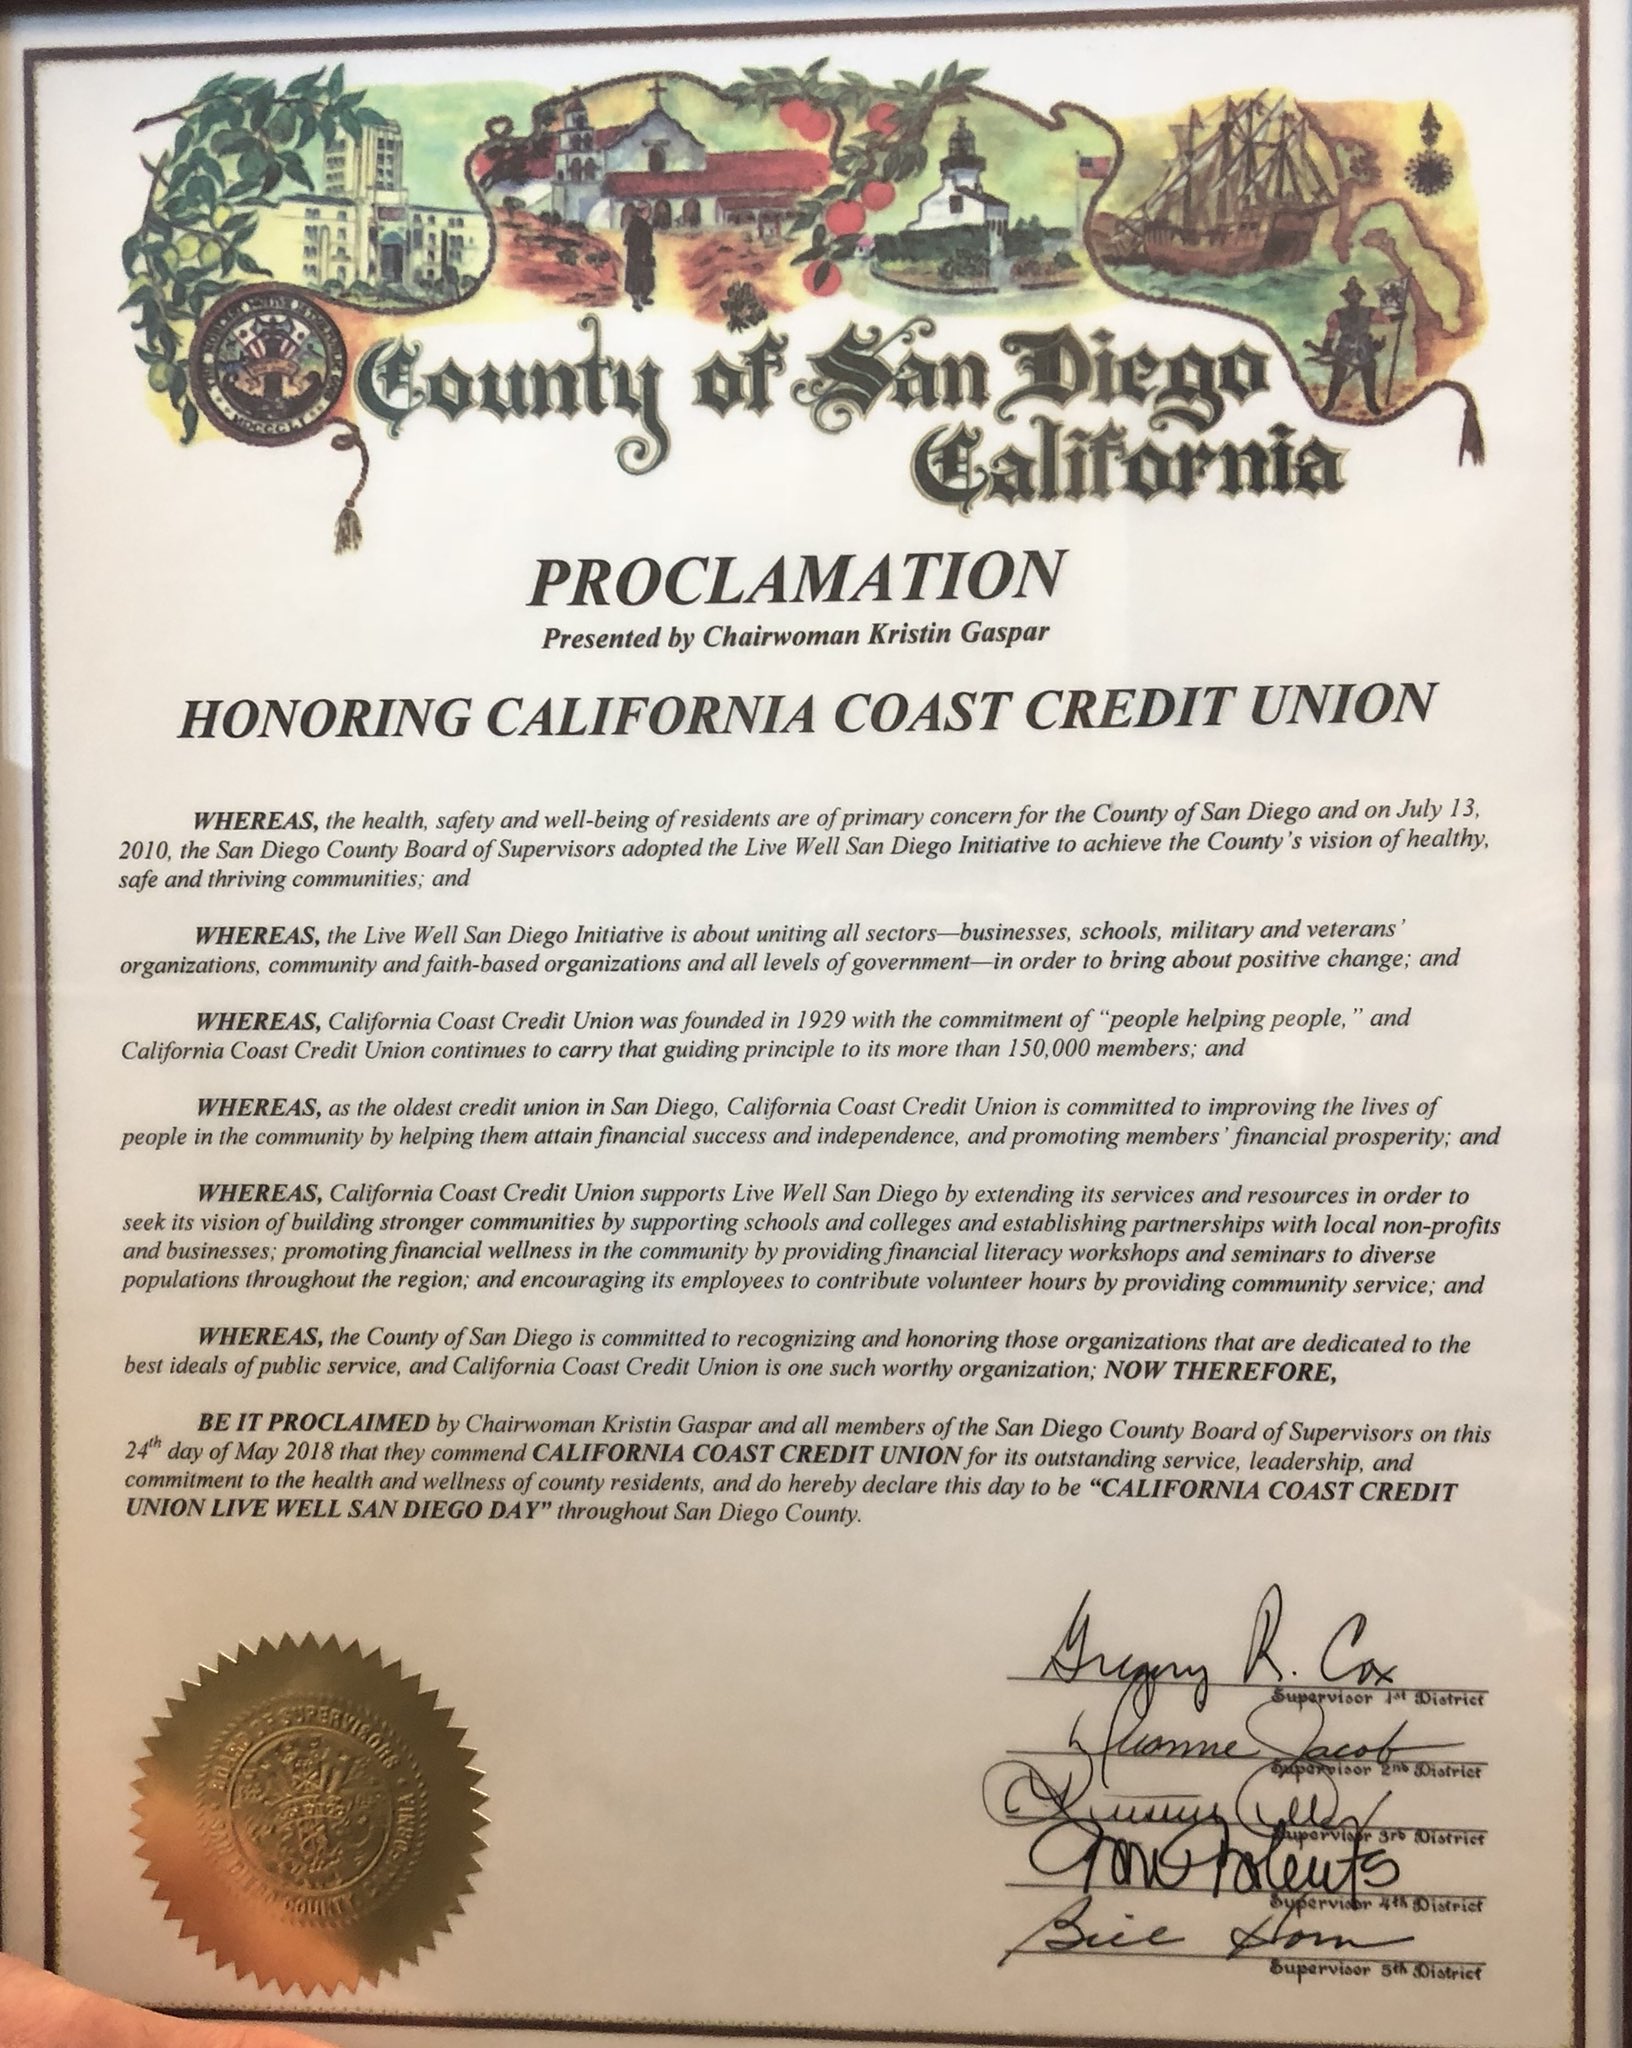 County of San Diego
California
MDCCCLI
PROCLAMATION
Presented by Chairwoman Kristin Gaspar
HONORING CALIFORNIA COAST CREDIT UNION
WHEREAS, the health, safety and well-being of residents are of primary concern for the County of San Diego and on July 13,
2010, the San Diego County Board of Supervisors adopted the Live Well San Diego Initiative to achieve the County's vision of healthy,
safe and thriving communities; and
WHEREAS, the Live Well San Diego Initiative is about uniting all sectors—businesses, schools, military and veterans'
organizations, community and faith-based organizations and all levels of government—in order to bring about positive change; and
WHEREAS, California Coast Credit Union was founded in 1929 with the commitment of "people helping people," and
California Coast Credit Union continues to carry that guiding principle to its more than 150,000 members; and
WHEREAS, as the oldest credit union in San Diego, California Coast Credit Union is committed to improving the lives of
people in the community by helping them attain financial success and independence, and promoting members' financial prosperity; and
WHEREAS, California Coast Credit Union supports Live Well San Diego by extending its services and resources in order to
seek its vision of building stronger communities by supporting schools and colleges and establishing partnerships with local non-profits
and businesses; promoting financial wellness in the community by providing financial literacy workshops and seminars to diverse
populations throughout the region; and encouraging its employees to contribute volunteer hours by providing community service; and
WHEREAS, the County of San Diego is committed to recognizing and honoring those organizations that are dedicated to the
best ideals of public service, and California Coast Credit Union is one such worthy organization; NOW THEREFORE,
BE IT PROCLAIMED by Chairwoman Kristin Gaspar and all members of the San Diego County Board of Supervisors on this
24th day of May 2018 that they commend CALIFORNIA COAST CREDIT UNION for its outstanding service, leadership, and
commitment to the health and wellness of county residents, and do hereby declare this day to be "CALIFORNIA COAST CREDIT
UNION LIVE WELL SAN DIEGO DAY" throughout San Diego County.
Gregory R. Cox
Supervisor 1st District
Dianne Jacob
Supervisor 2nd District
Supervisor 3rd District
Ron Roberts
Supervisor 4th District
Bill Horn
Supervisor 5th District
BOARD OF SUPERVISORS
SAN DIEGO COUNTY